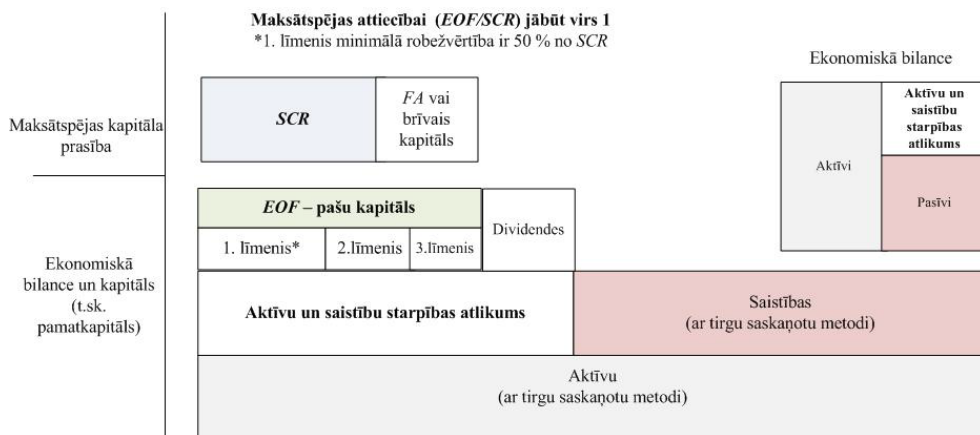 Maksātspējas attiecībai (EOF/SCR) jābūt virs 1
*1. līmenis minimālā robežvērtība ir 50 % no SCR
Maksātspējas kapitāla
prasība
SCR
FA vai
brīvais
kapitāls
Ekonomiskā bilance
Aktīvi
Aktīvu un
saistību
starpības
atlikums
Pasīvi
Ekonomiskā
bilance un kapitāls
(t.sk.
pamatkapitāls)
EOF – pašu kapitāls
1. līmenis*
2.līmenis
3.līmenis
Dividendes
Aktīvu un saistību starpības atlikums
Saistības
(ar tirgu saskaņotu metodi)
Aktīvu
(ar tirgu saskaņotu metodi)